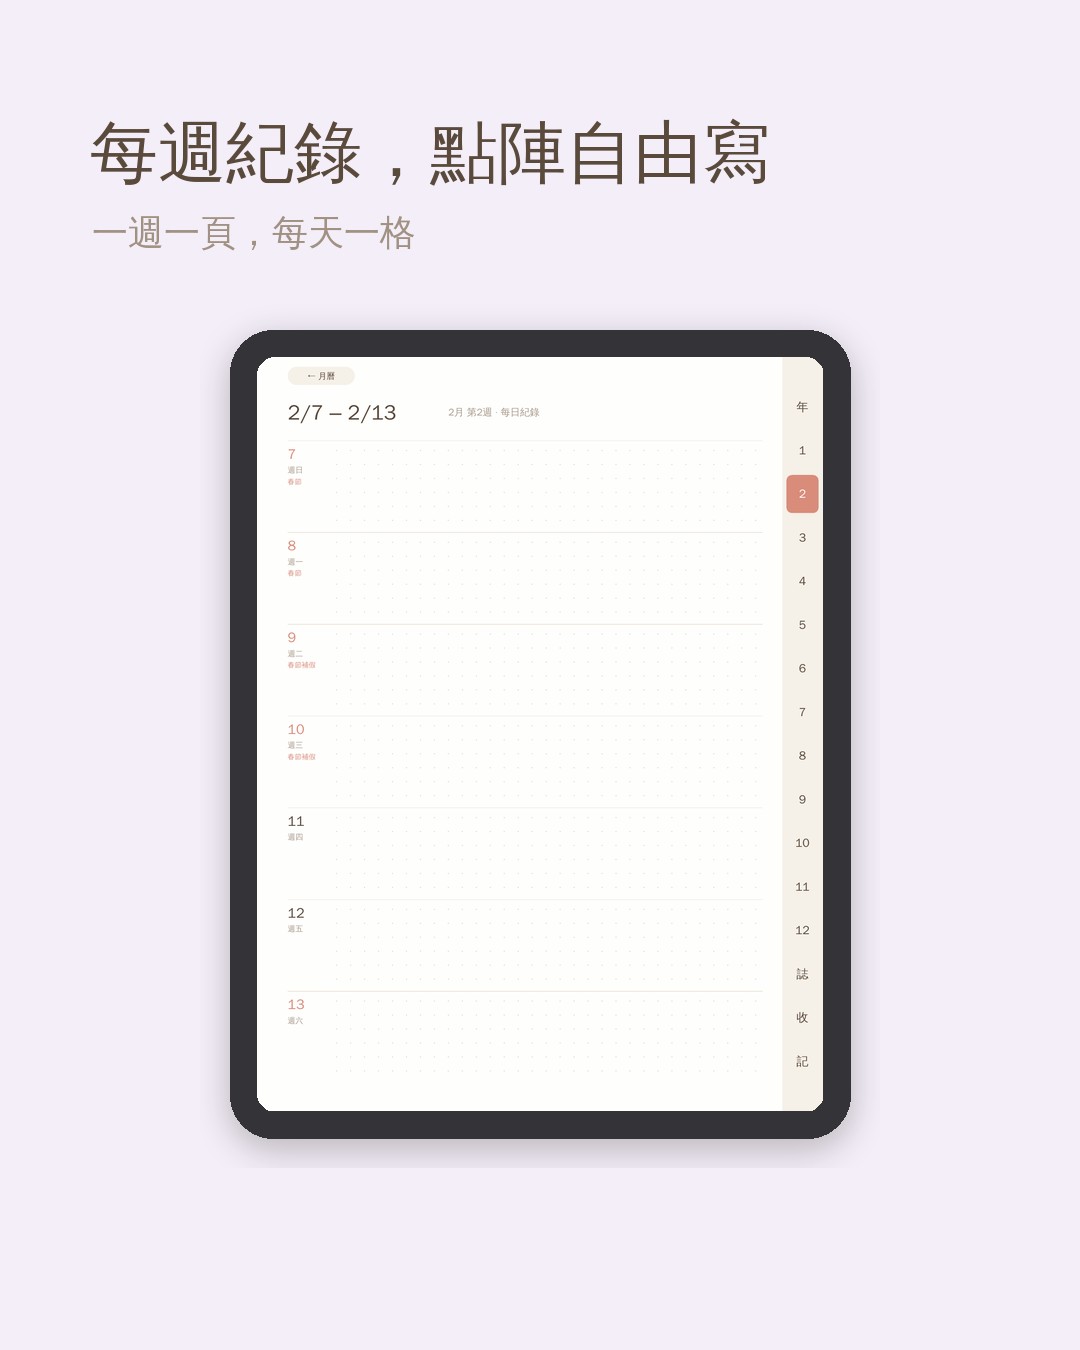 每週紀錄，點陣自由寫
一週一頁，每天一格
← 月曆
2/7 – 2/13
2月 第2週 · 每日紀錄
7
週日
春節
8
週一
春節
9
週二
春節補假
10
週三
春節補假
11
週四
12
週五
13
週六
年
1
2
3
4
5
6
7
8
9
10
11
12
誌
收
記